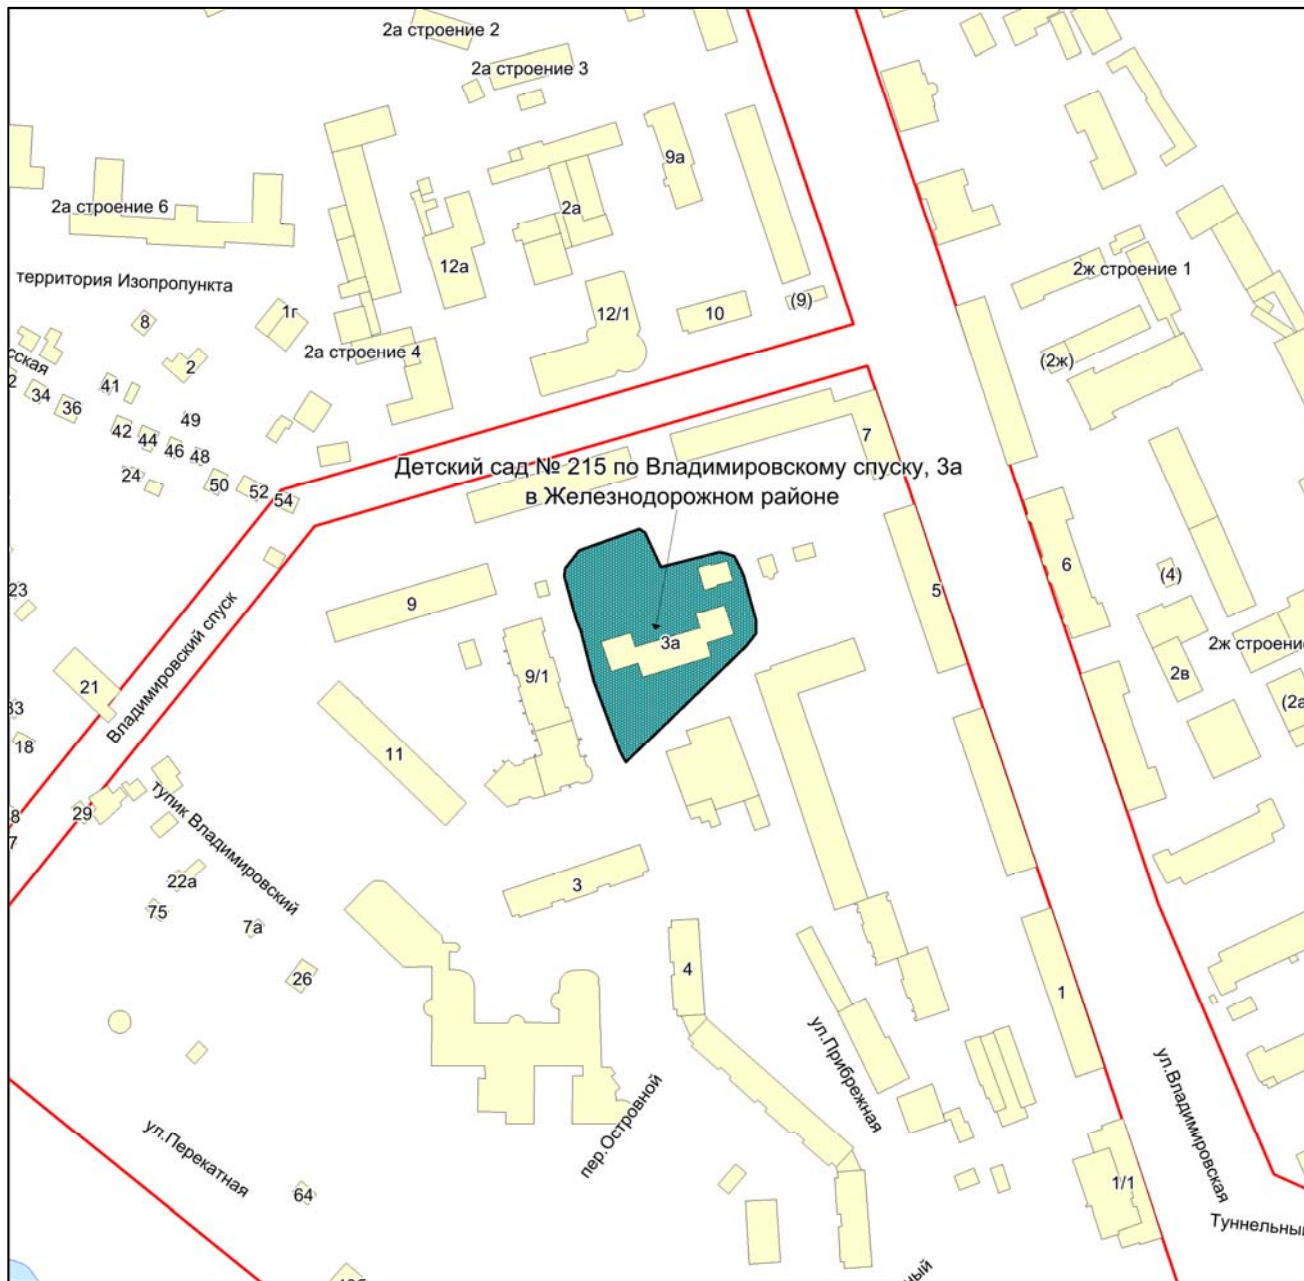 2а строение 2
2а строение 3
9а
2а строение 6
2а
12а
2ж строение 1
территория Изопропункта
(9)
1г
10
12/1
8
2а строение 4
(2ж)
2
41
34
36
49
42
44
7
46
48
24
Детский сад № 215 по Владимировскому спуску, 3а
50
52
54
в Железнодорожном районе
6
(4)
23
5
9
Владимировский спуск
3а
2ж строение
9/1
2в
21
18
11
29
тупик Владимировский
22а
3
75
7а
4
26
1
ул.Прибрежная
ул.Владимировская
пер.Островной
ул.Перекатная
1/1
64